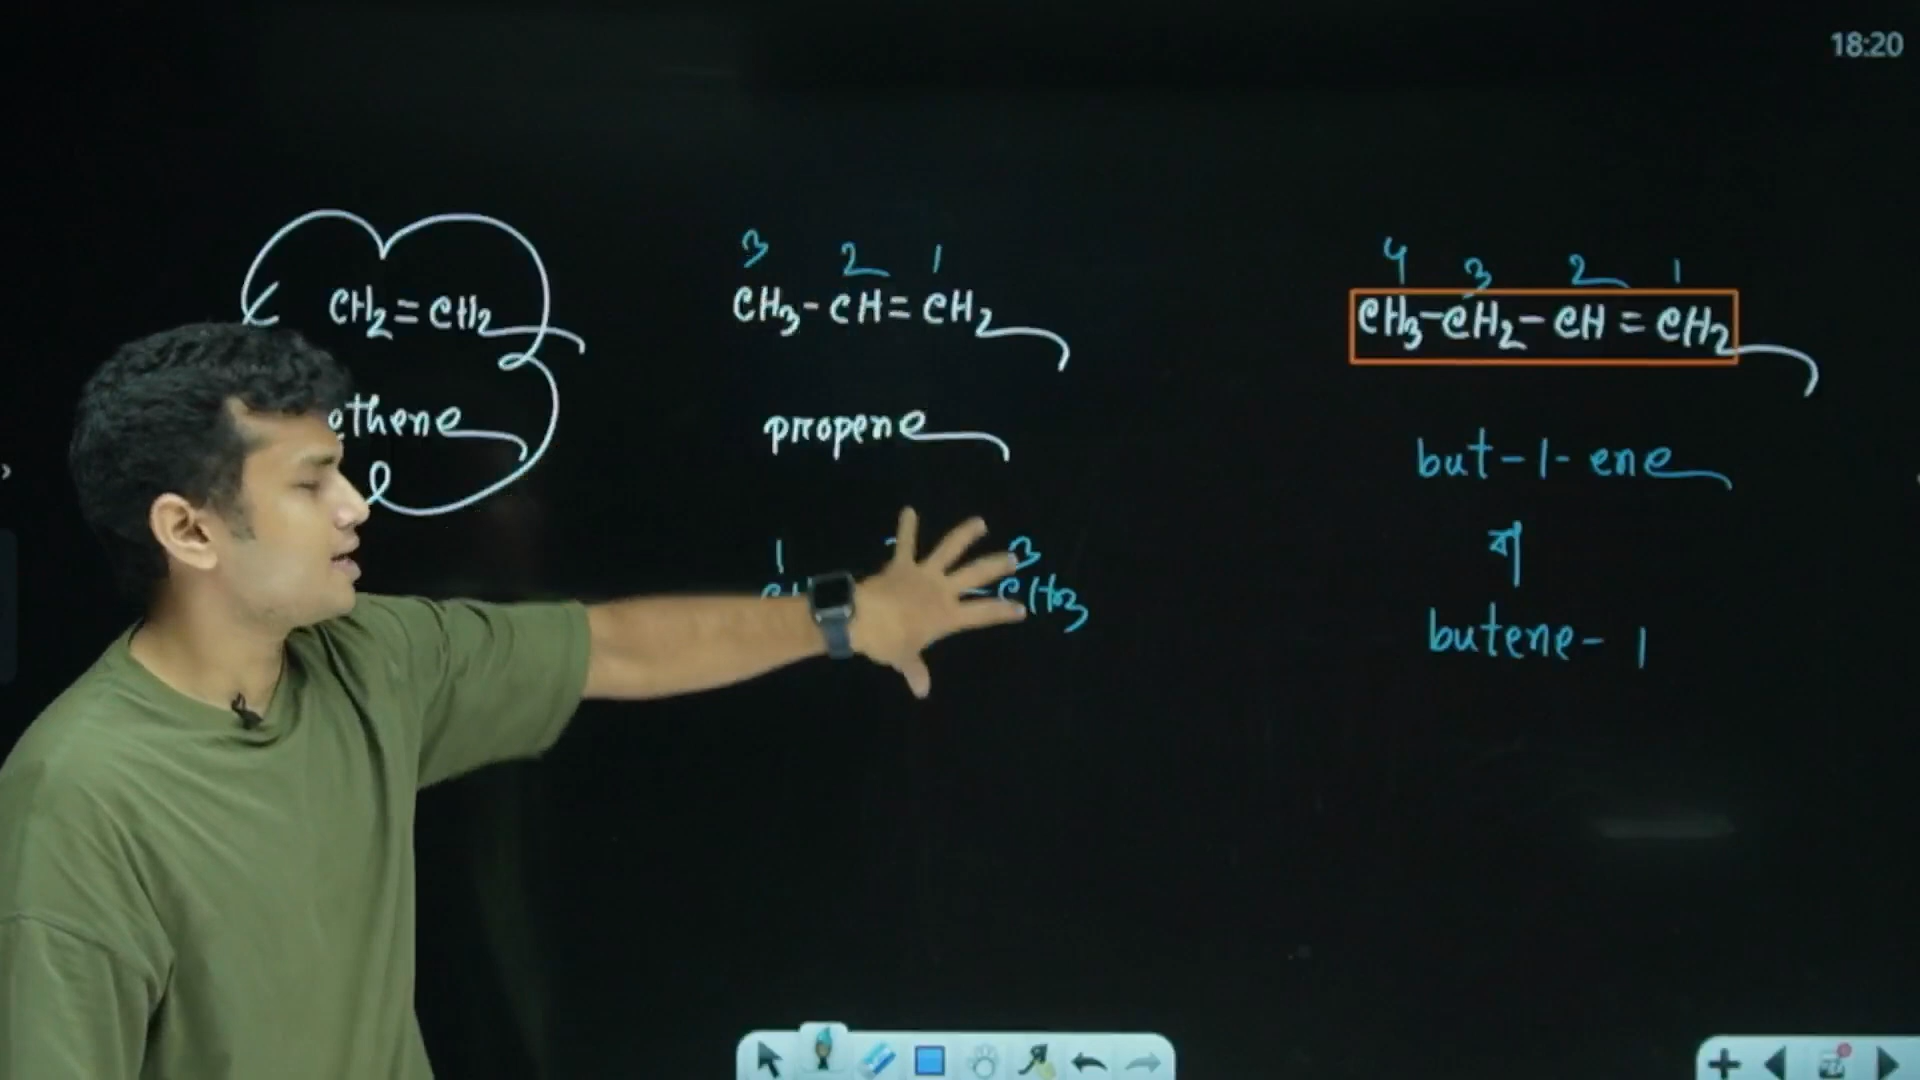 18:20
CH2 = CH2
ethene
3 2 1
CH3 - CH = CH2
propene
1 3
- CH3
4 3 2 1
CH3 - CH2 - CH = CH2
but - 1 - ene
বা
butene - 1